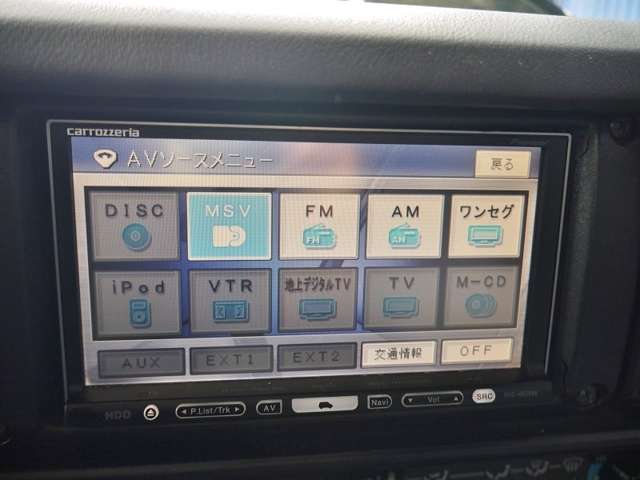 carrozzeria
AVソースメニュー
戻る
DISC
MSV
FM
AM
ワンセグ
FM
AM
iPod
VTR
地上デジタルTV
TV
M-CD
AUX
EXT1
EXT2
交通情報
OFF
HDD
P.List/Trk
AV
Navi
Vol
SRC